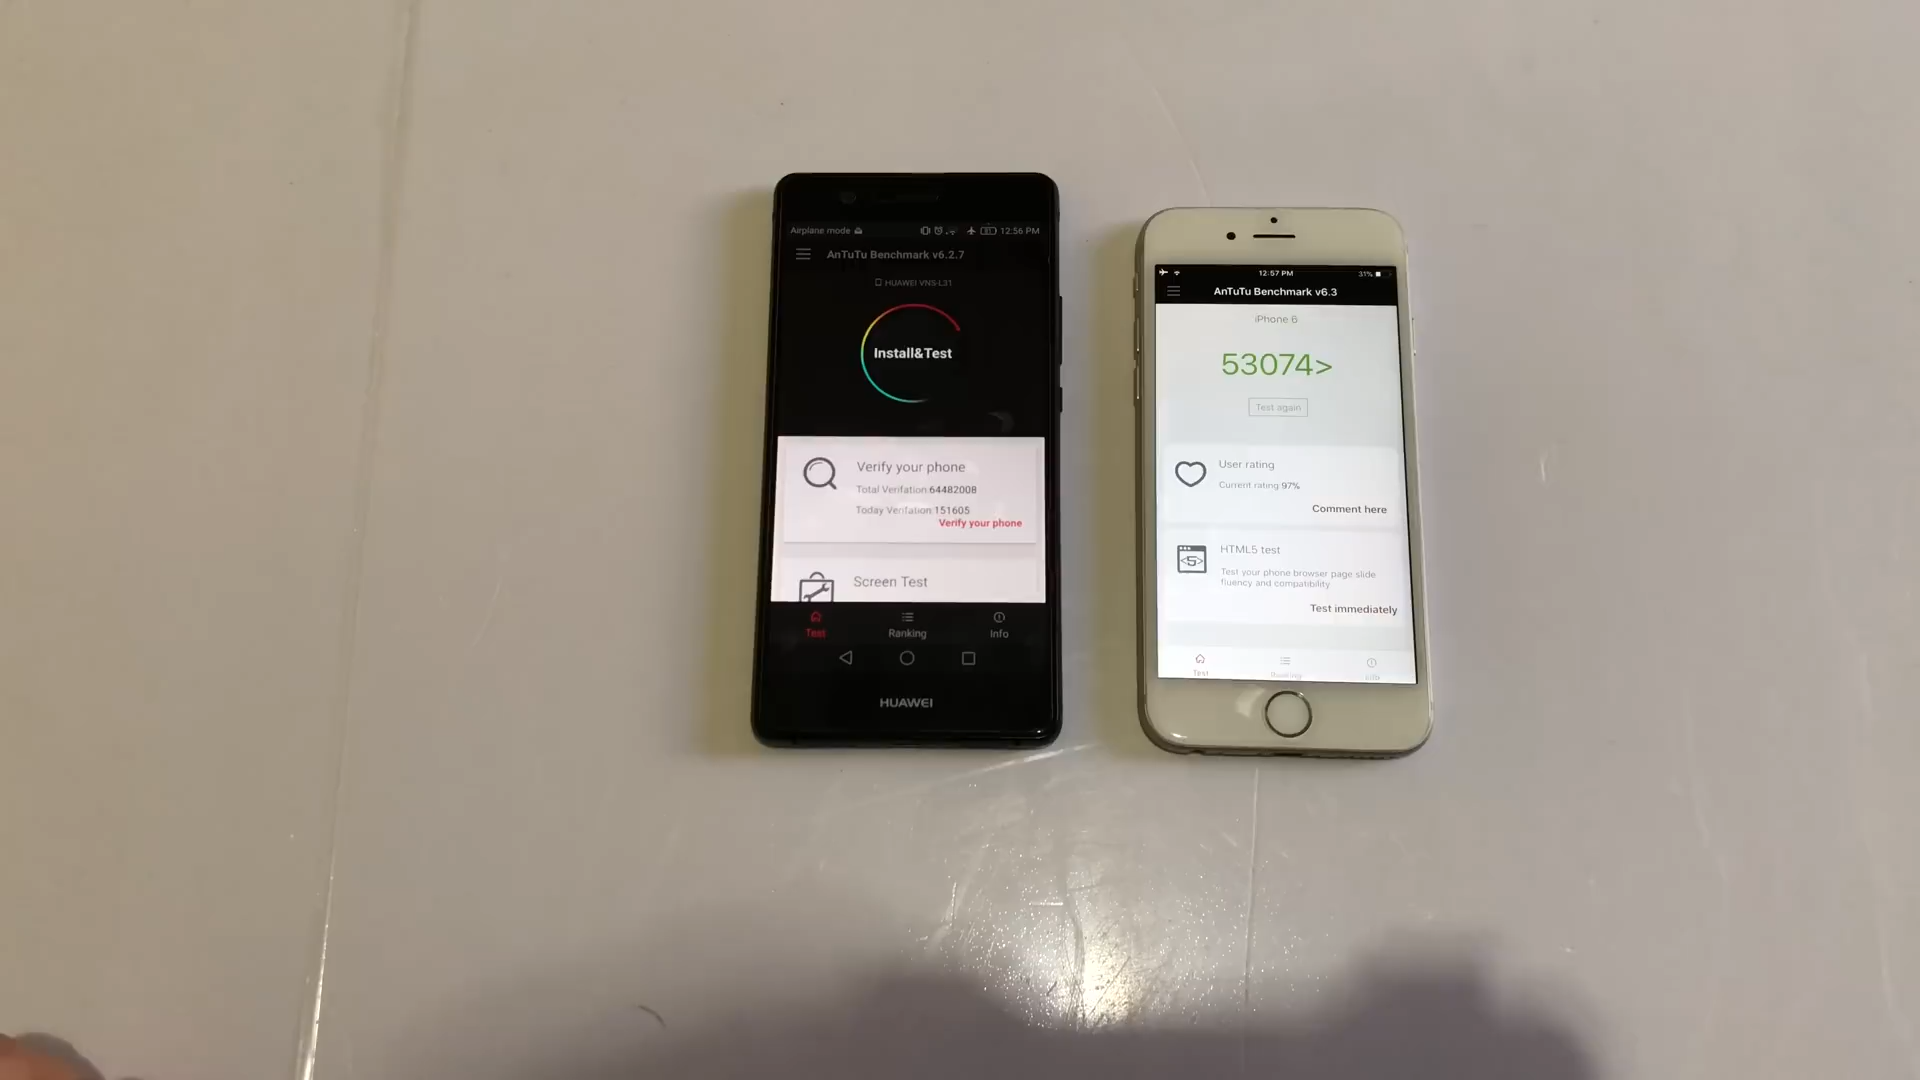 Airplane mode
12:56 PM
AnTuTu Benchmark v6.2.7
HUAWEI VNS-L31
Install&Test
Verify your phone
Total Verifation:64482008
Today Verifation:151605
Verify your phone
Screen Test
Test
Ranking
Info
HUAWEI
12:57 PM
31%
AnTuTu Benchmark v6.3
iPhone 6
53074>
Test again
User rating
Current rating 97%
Comment here
HTML5 test
Test your phone browser page slide
fluency and compatibility
Test immediately
Test
Ranking
Info